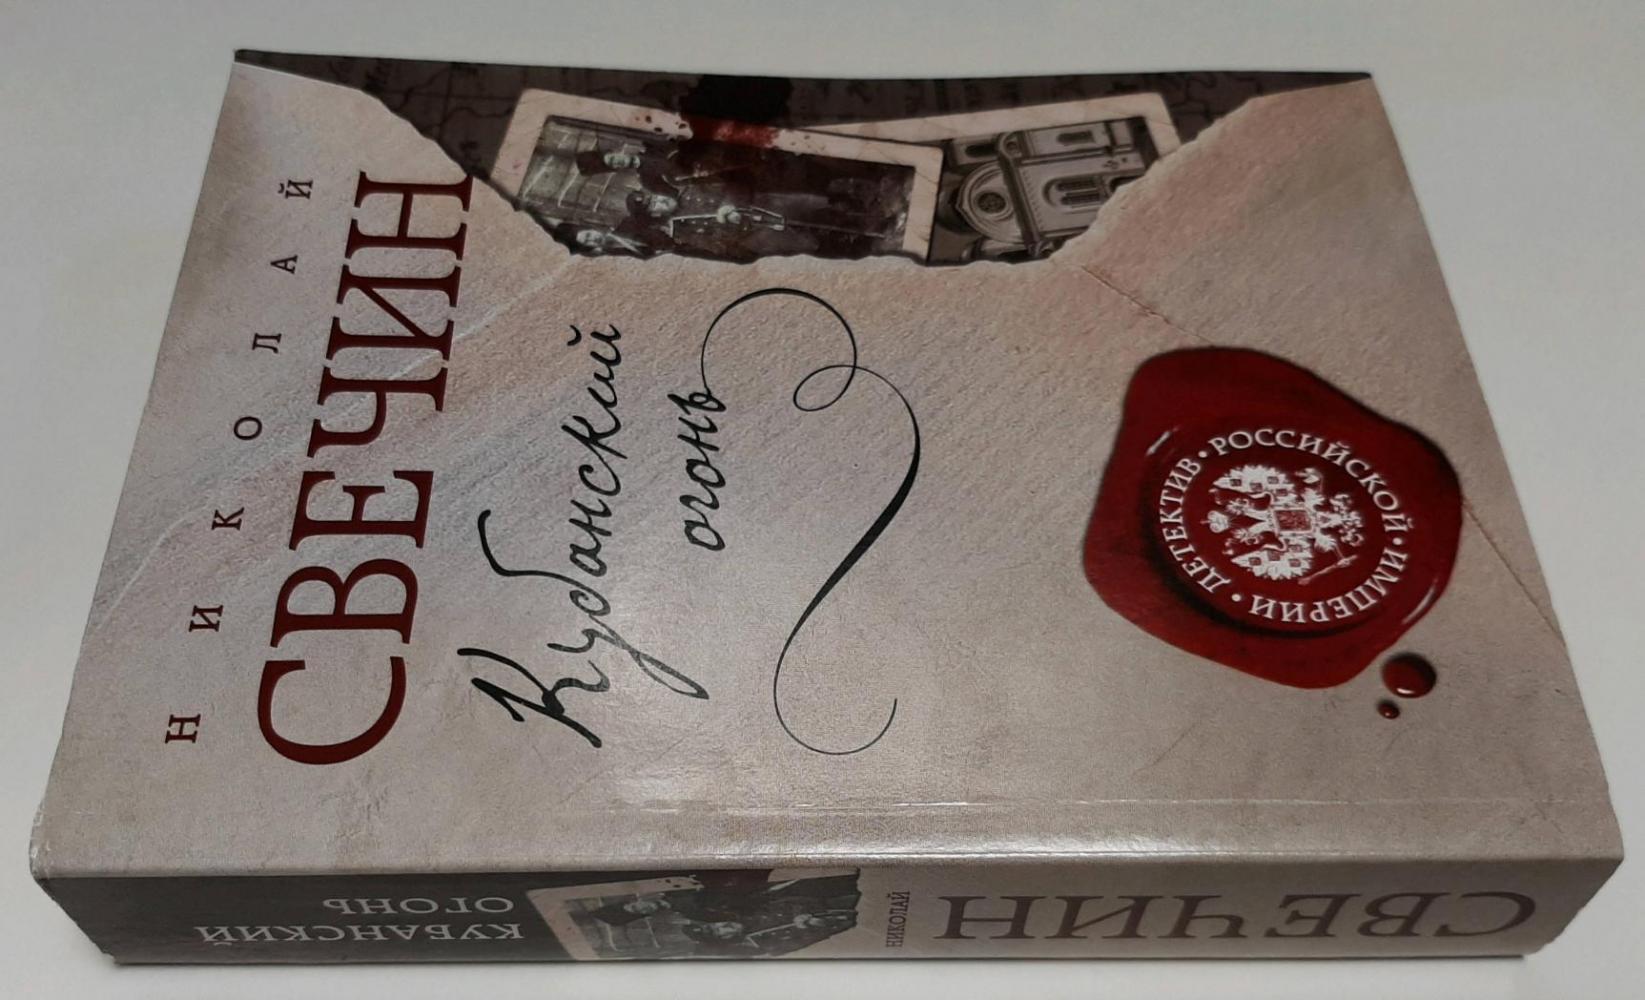 НИКОЛАЙ
СВЕЧИН
Кубанский
огонь
ДЕТЕКТИВ • РОССИЙСКОЙ • ИМПЕРИИ •
НИКОЛАЙ
СВЕЧИН
КУБАНСКИЙ
ОГОНЬ